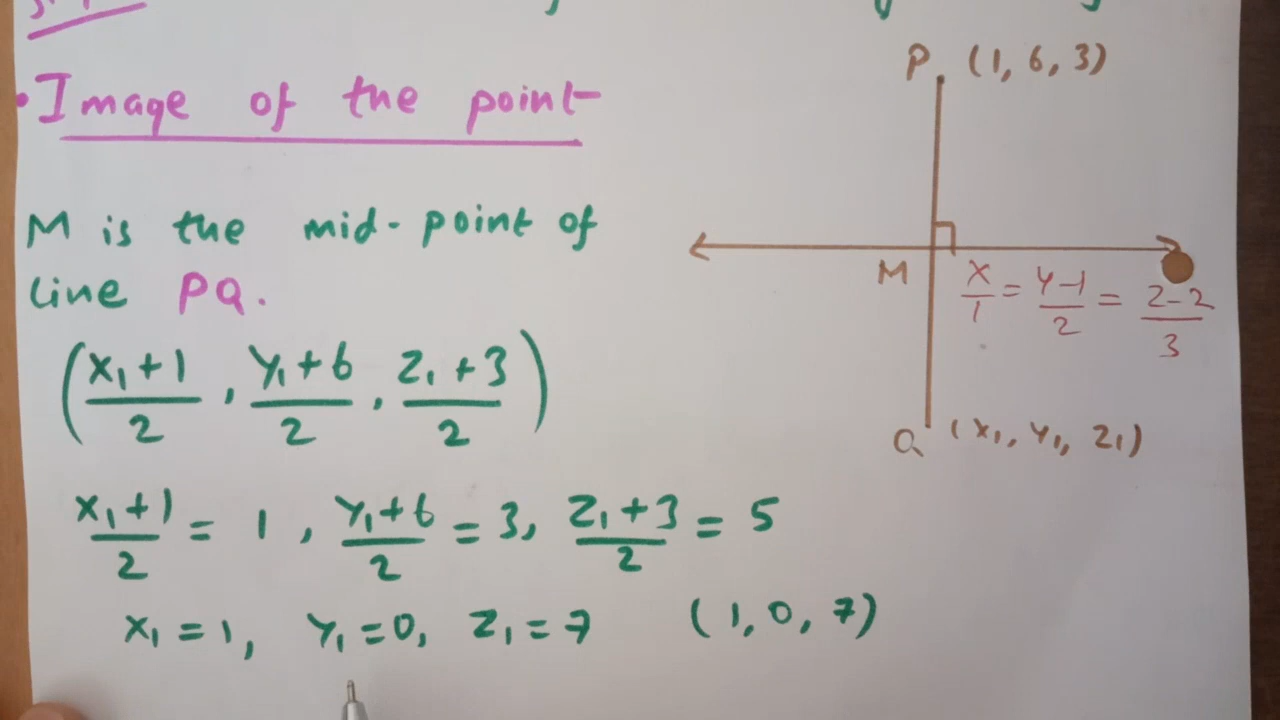 • Image of the point
M is the mid-point of
line PQ.
(x₁+1/2, y₁+6/2, z₁+3/2)
x₁+1/2 = 1, y₁+6/2 = 3, z₁+3/2 = 5
x₁=1, y₁=0, z₁=7 (1,0,7)
P (1, 6, 3)
M
x/1 = y-1/2 = z-2/3
Q (x₁, y₁, z₁)